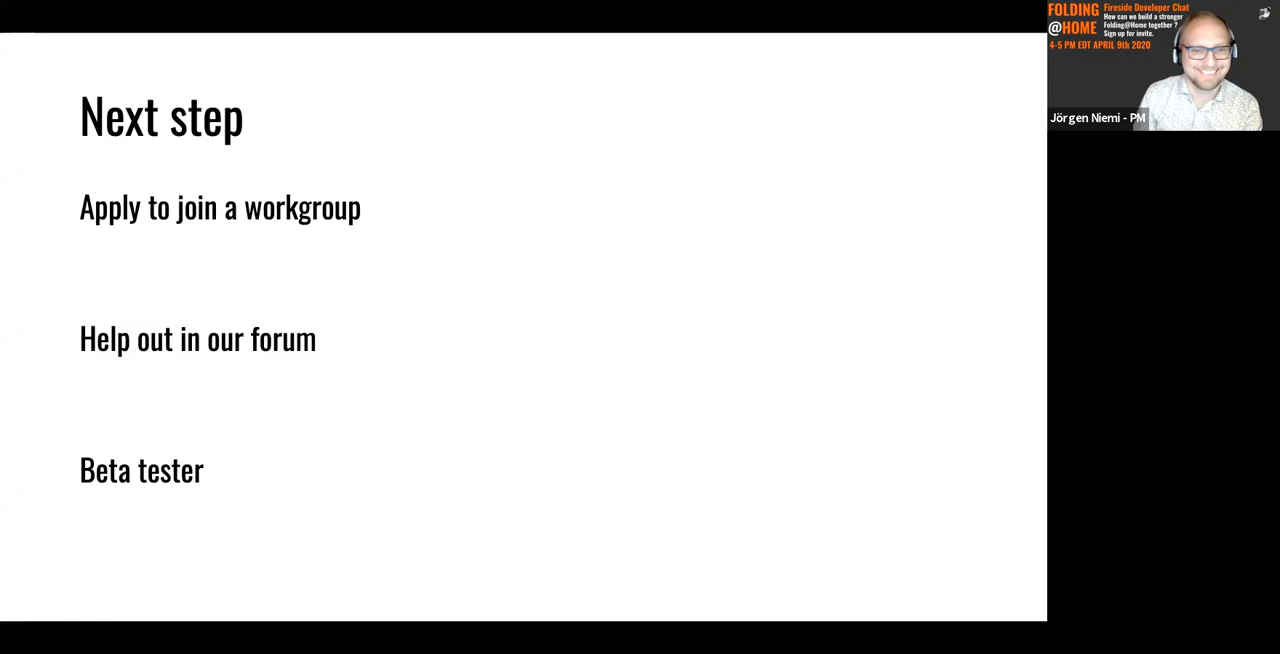 Next step
Apply to join a workgroup
Help out in our forum
Beta tester
FOLDING
@HOME
Fireside Developer Chat
How can we build a stronger
Folding@Home together ?
Sign up for invite.
4-5 PM EDT APRIL 9th 2020
Jörgen Niemi - PM